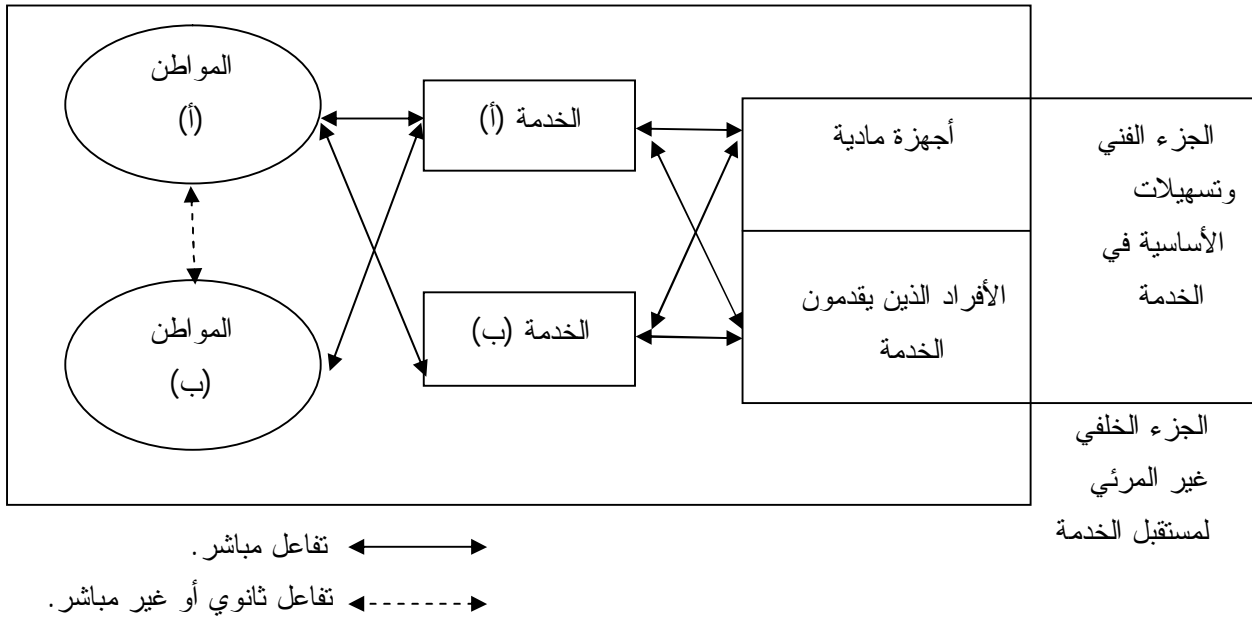 المواطن
(أ)
الخدمة (أ)
أجهزة مادية
الجزء الفني
وتسهيلات
الأساسية في
الخدمة
المواطن
(ب)
الخدمة (ب)
الأفراد الذين يقدمون
الخدمة
الجزء الخلفي
غير المرئي
لمستقبل الخدمة
تفاعل مباشر.
تفاعل ثانوي أو غير مباشر.